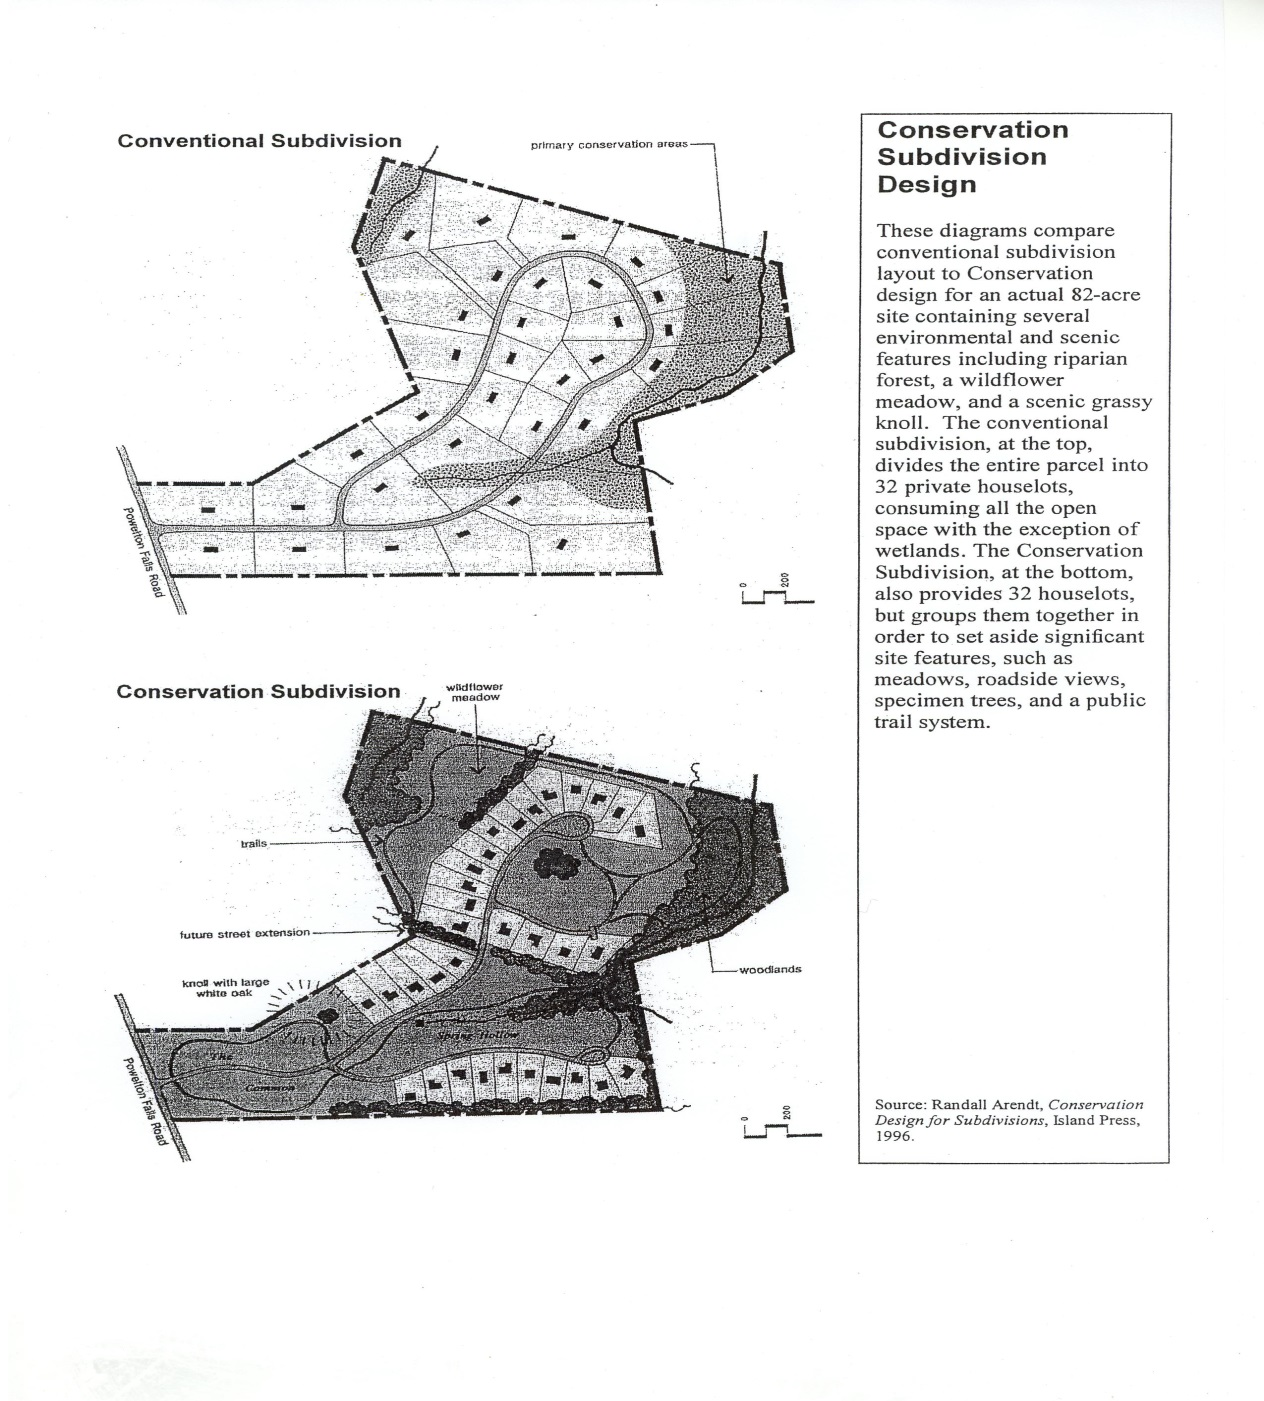 Conventional Subdivision
primary conservation areas
Powelton Falls Road
0
200
Conservation Subdivision
wildflower
meadow
trails
future street extension
knoll with large
white oak
woodlands
The
Common
Spring Hollow
Powelton Falls Road
0
200
Conservation
Subdivision
Design
These diagrams compare
conventional subdivision
layout to Conservation
design for an actual 82-acre
site containing several
environmental and scenic
features including riparian
forest, a wildflower
meadow, and a scenic grassy
knoll. The conventional
subdivision, at the top,
divides the entire parcel into
32 private houselots,
consuming all the open
space with the exception of
wetlands. The Conservation
Subdivision, at the bottom,
also provides 32 houselots,
but groups them together in
order to set aside significant
site features, such as
meadows, roadside views,
specimen trees, and a public
trail system.
Source: Randall Arendt, Conservation
Design for Subdivisions, Island Press,
1996.